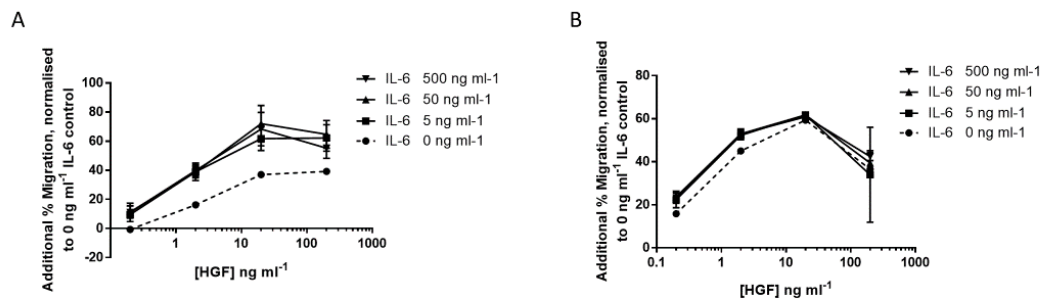 A
Additional % Migration, normalised
to 0 ng ml-1 IL-6 control
100
80
60
40
20
0
-20
1
10
100
1000
[HGF] ng ml-1
IL-6 500 ng ml-1
IL-6 50 ng ml-1
IL-6 5 ng ml-1
IL-6 0 ng ml-1
B
Additional % Migration, normalised
to 0 ng ml-1 IL-6 control
80
60
40
20
0
0.1
1
10
100
1000
[HGF] ng ml-1
IL-6 500 ng ml-1
IL-6 50 ng ml-1
IL-6 5 ng ml-1
IL-6 0 ng ml-1